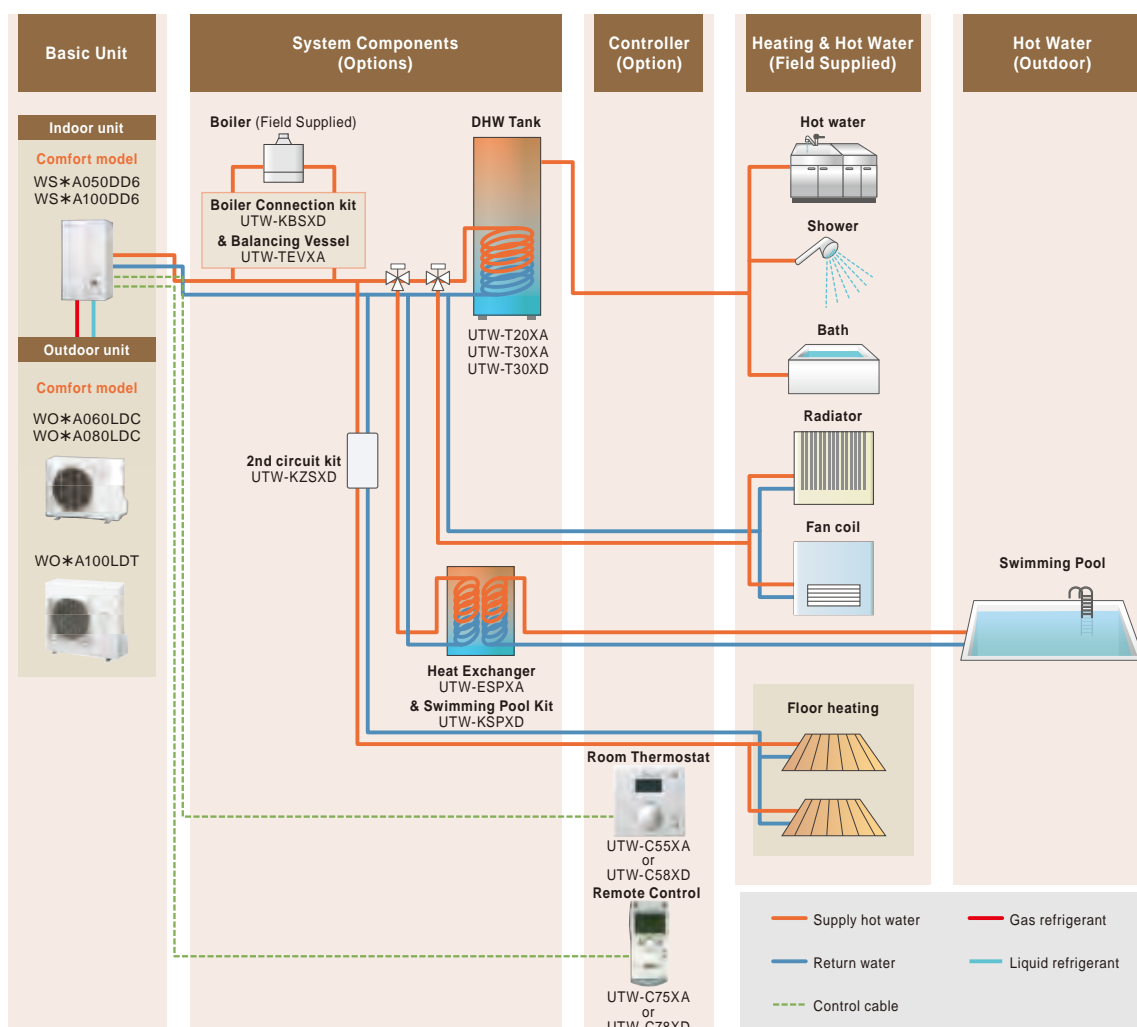 Basic Unit
System Components
(Options)
Controller
(Option)
Heating & Hot Water
(Field Supplied)
Hot Water
(Outdoor)
Indoor unit
Comfort model
WS∗A050DD6
WS∗A100DD6
Outdoor unit
Comfort model
WO∗A060LDC
WO∗A080LDC
WO∗A100LDT
Boiler (Field Supplied)
Boiler Connection kit
UTW-KBSXD
& Balancing Vessel
UTW-TEVXA
DHW Tank
UTW-T20XA
UTW-T30XA
UTW-T30XD
2nd circuit kit
UTW-KZSXD
Heat Exchanger
UTW-ESPXA
& Swimming Pool Kit
UTW-KSPXD
Room Thermostat
UTW-C55XA
or
UTW-C58XD
Remote Control
UTW-C75XA
or
UTW-C78XD
Hot water
Shower
Bath
Radiator
Fan coil
Floor heating
Swimming Pool
Supply hot water
Gas refrigerant
Return water
Liquid refrigerant
Control cable